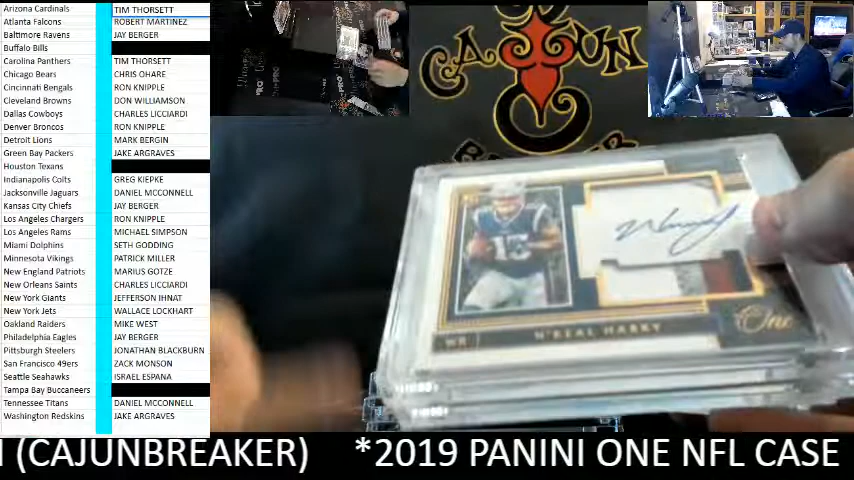 Arizona Cardinals TIM THORSETT
Atlanta Falcons ROBERT MARTINEZ
Baltimore Ravens JAY BERGER
Buffalo Bills
Carolina Panthers TIM THORSETT
Chicago Bears CHRIS OHARE
Cincinnati Bengals RON KNIPPLE
Cleveland Browns DON WILLIAMSON
Dallas Cowboys CHARLES LICCIARDI
Denver Broncos RON KNIPPLE
Detroit Lions MARK BERGIN
Green Bay Packers JAKE ARGRAVES
Houston Texans
Indianapolis Colts GREG KIEPKE
Jacksonville Jaguars DANIEL MCCONNELL
Kansas City Chiefs JAY BERGER
Los Angeles Chargers RON KNIPPLE
Los Angeles Rams MICHAEL SIMPSON
Miami Dolphins SETH GODDING
Minnesota Vikings PATRICK MILLER
New England Patriots MARIUS GOTZE
New Orleans Saints CHARLES LICCIARDI
New York Giants JEFFERSON IHNAT
New York Jets WALLACE LOCKHART
Oakland Raiders MIKE WEST
Philadelphia Eagles JAY BERGER
Pittsburgh Steelers JONATHAN BLACKBURN
San Francisco 49ers ZACK MONSON
Seattle Seahawks ISRAEL ESPANA
Tampa Bay Buccaneers
Tennessee Titans DANIEL MCCONNELL
Washington Redskins JAKE ARGRAVES
CAJUN
15
WR N'KEAL HARRY
One
(CAJUNBREAKER) *2019 PANINI ONE NFL CASE